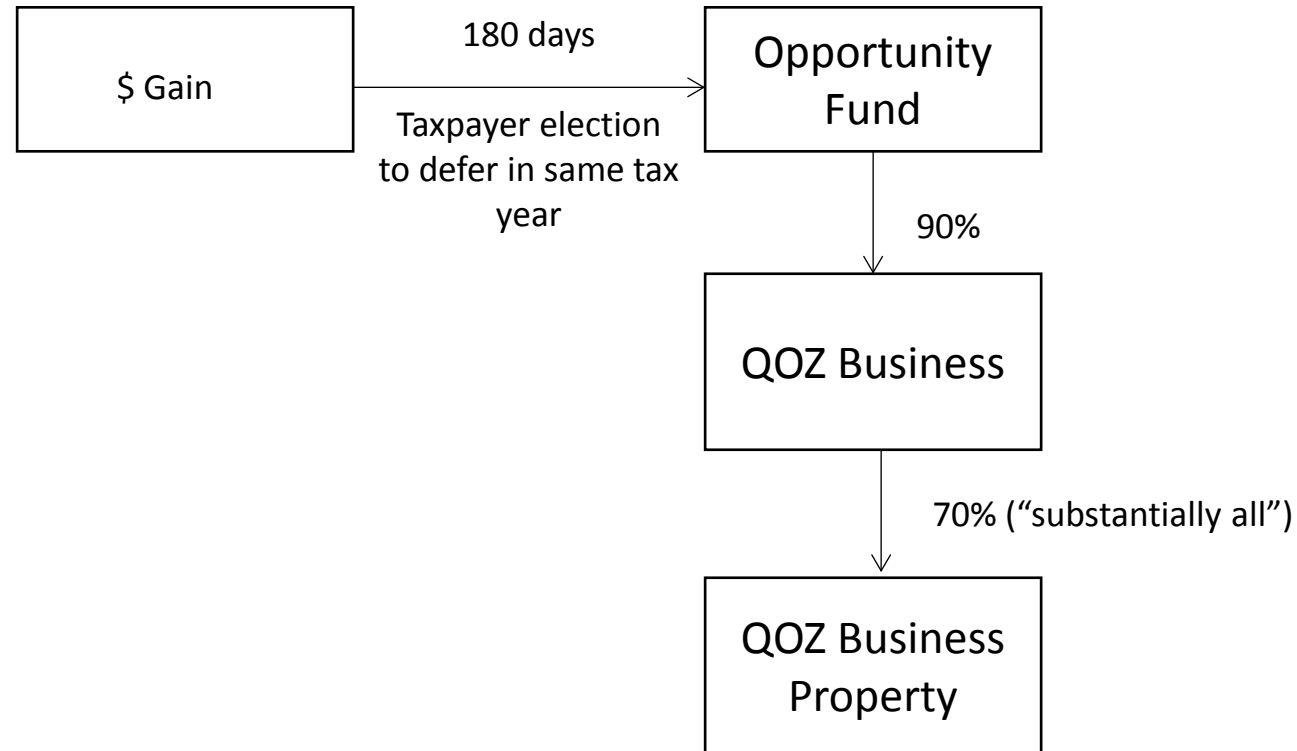 $ Gain
180 days
Taxpayer election
to defer in same tax
year
Opportunity
Fund
90%
QOZ Business
70% (“substantially all”)
QOZ Business
Property